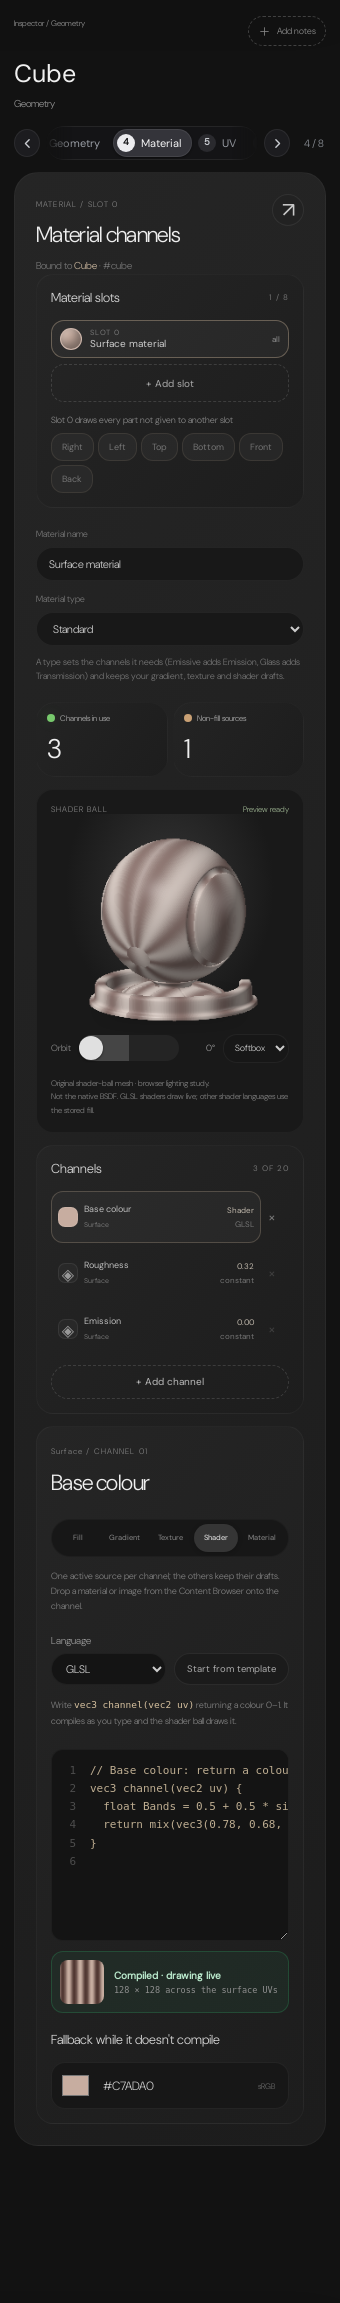 Inspector / Geometry
+ Add notes
Cube
Geometry
Geometry
4 Material
5 UV
4 / 8
MATERIAL / SLOT 0
Material channels
Bound to Cube · #cube
Material slots
1 / 8
SLOT 0
Surface material
all
+ Add slot
Slot 0 draws every part not given to another slot
Right
Left
Top
Bottom
Front
Back
Material name
Surface material
Material type
Standard
A type sets the channels it needs (Emissive adds Emission, Glass adds
Transmission) and keeps your gradient, texture and shader drafts.
Channels in use
3
Non-fill sources
1
SHADER BALL
Preview ready
Orbit
0°
Softbox
Original shader-ball mesh · browser lighting study.
Not the native BSDF. GLSL shaders draw live; other shader languages use
the stored fill.
Channels
3 OF 20
Base colour
Surface
Shader
GLSL
×
Roughness
Surface
0.32
constant
×
Emission
Surface
0.00
constant
×
+ Add channel
Surface / CHANNEL 01
Base colour
Fill
Gradient
Texture
Shader
Material
One active source per channel; the others keep their drafts.
Drop a material or image from the Content Browser onto the
channel.
Language
GLSL
Start from template
Write vec3 channel(vec2 uv) returning a colour 0–1. It
compiles as you type and the shader ball draws it.
1 // Base colour: return a colou
2 vec3 channel(vec2 uv) {
3 float Bands = 0.5 + 0.5 * si
4 return mix(vec3(0.78, 0.68,
5 }
6
Compiled · drawing live
128 × 128 across the surface UVs
Fallback while it doesn't compile
#C7ADA0
sRGB